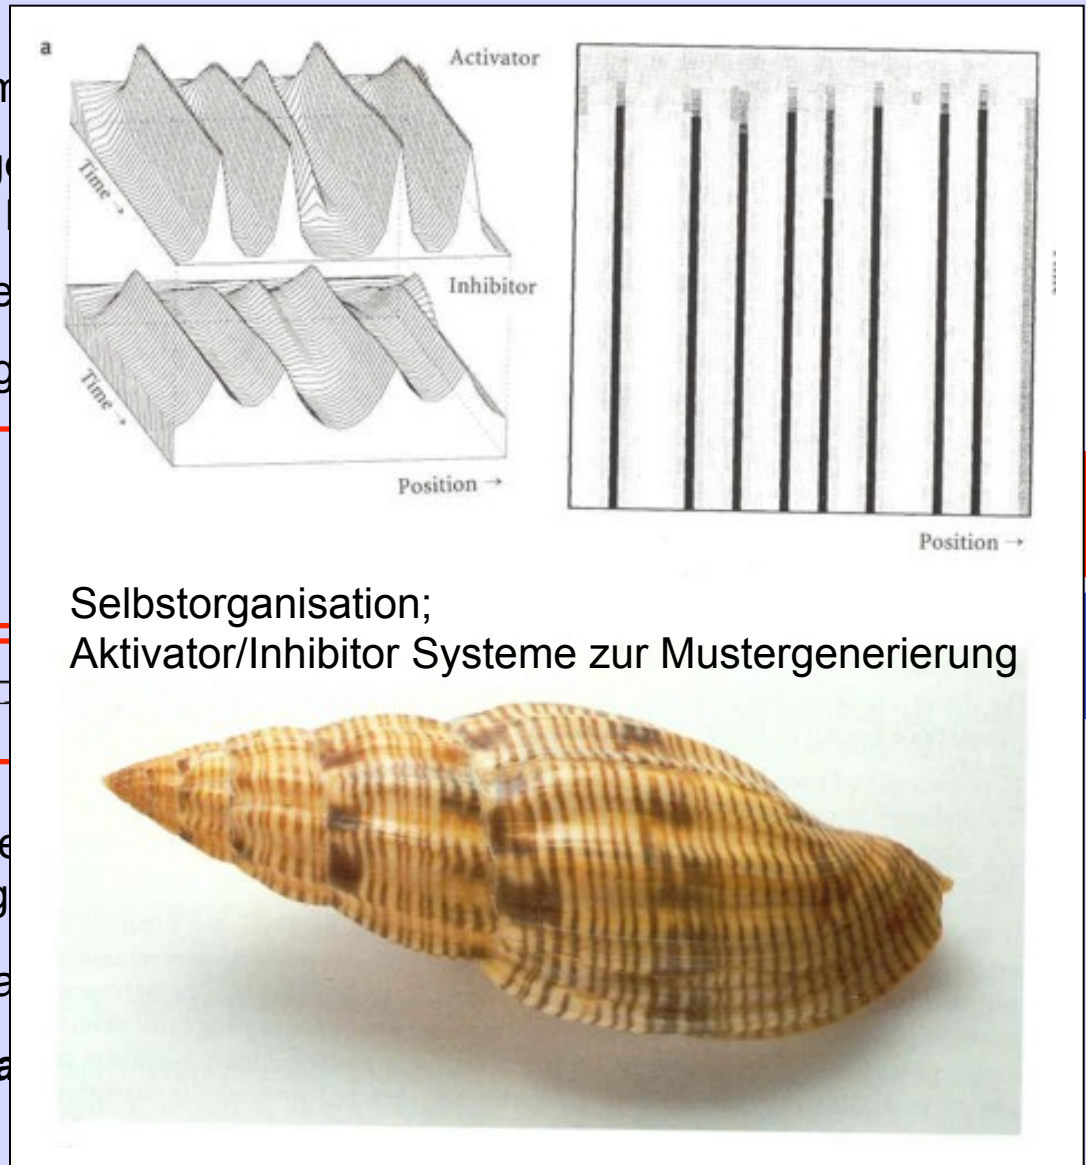 a
Activator
Time →
Inhibitor
Time →
Position →
Position →
Selbstorganisation;
Aktivator/Inhibitor Systeme zur Mustergenerierung